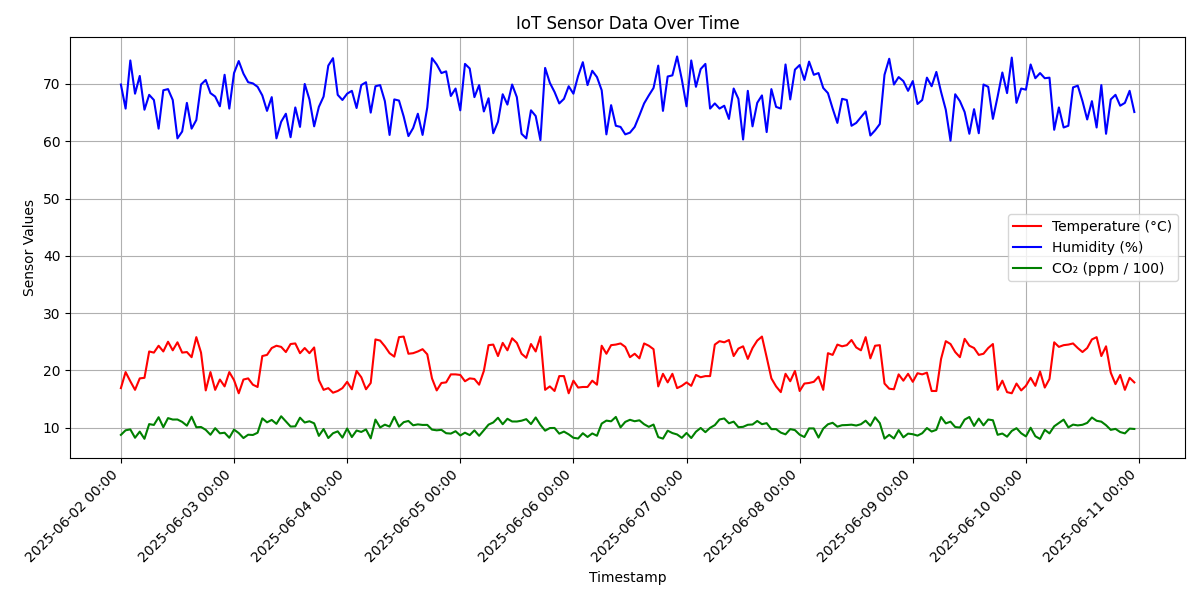 IoT Sensor Data Over Time
Sensor Values
70
60
50
40
30
20
10
Temperature (°C)
Humidity (%)
CO₂ (ppm / 100)
2025-06-02 00:00
2025-06-03 00:00
2025-06-04 00:00
2025-06-05 00:00
2025-06-06 00:00
2025-06-07 00:00
2025-06-08 00:00
2025-06-09 00:00
2025-06-10 00:00
2025-06-11 00:00
Timestamp